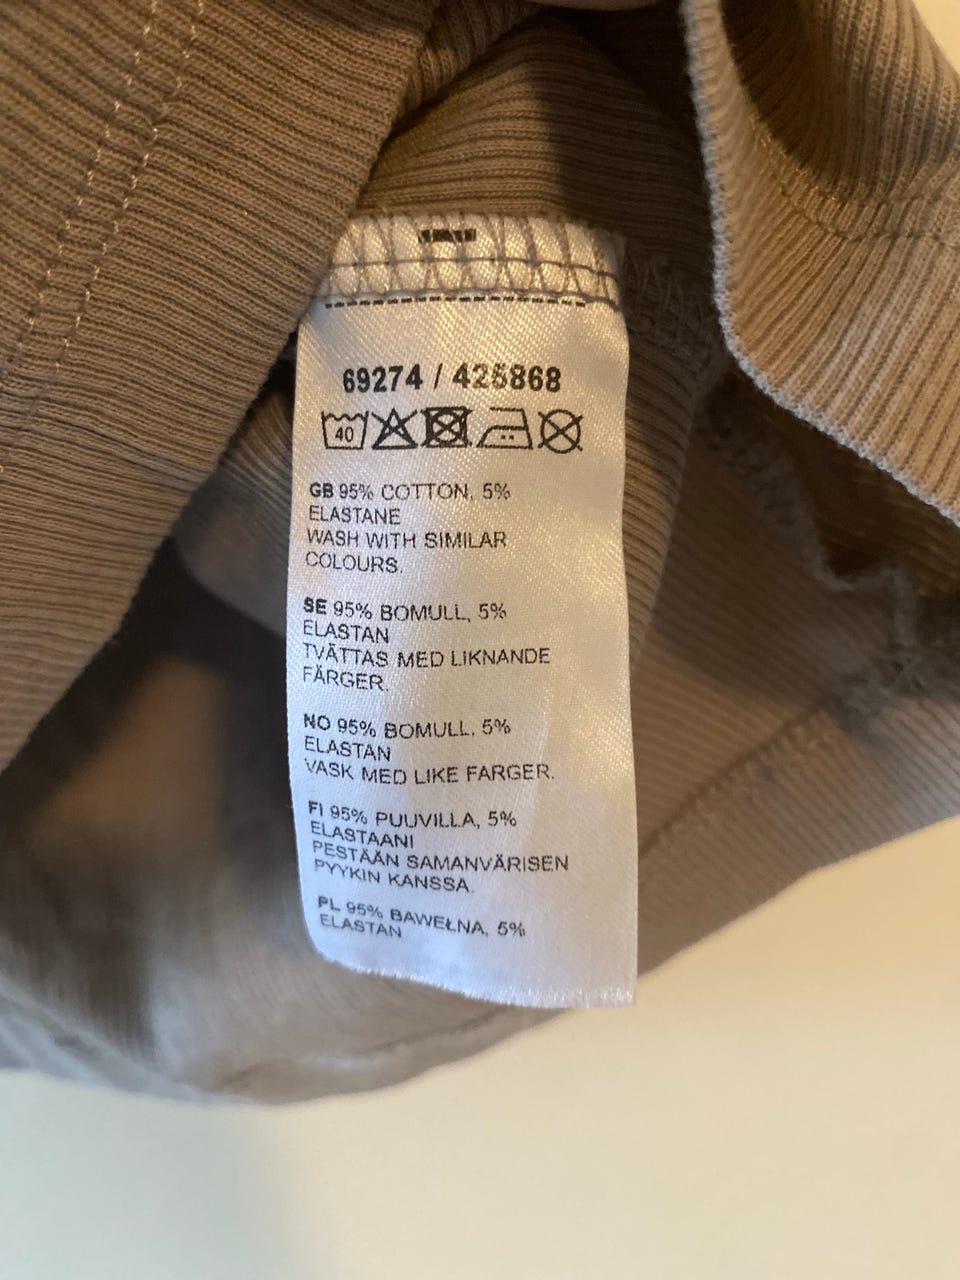 69274 / 425868
40
GB 95% COTTON, 5%
ELASTANE
WASH WITH SIMILAR
COLOURS.
SE 95% BOMULL, 5%
ELASTAN
TVÄTTAS MED LIKNANDE
FÄRGER.
NO 95% BOMULL, 5%
ELASTAN
VASK MED LIKE FARGER.
FI 95% PUUVILLA, 5%
ELASTAANI
PESTÄÄN SAMANVÄRISEN
PYYKIN KANSSA.
PL 95% BAWEŁNA, 5%
ELASTAN